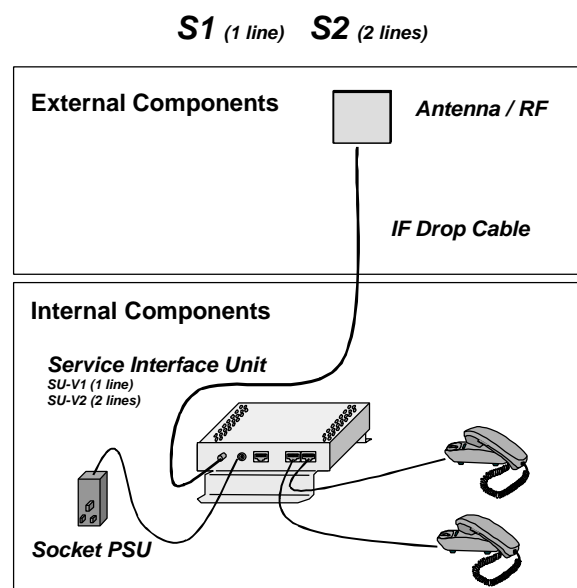 S1 (1 line) S2 (2 lines)
External Components
Antenna / RF
IF Drop Cable
Internal Components
Service Interface Unit
SU-V1 (1 line)
SU-V2 (2 lines)
Socket PSU